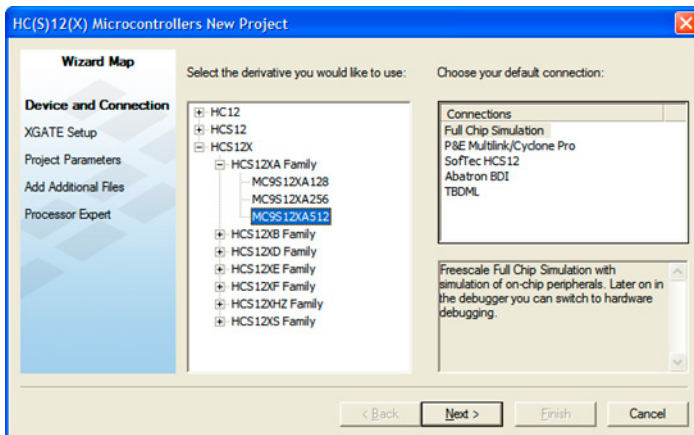 HC(S)12(X) Microcontrollers New Project
Wizard Map
Device and Connection
XGATE Setup
Project Parameters
Add Additional Files
Processor Expert
Select the derivative you would like to use:
HC12
HCS12
HCS12X
HCS12XA Family
MC9S12XA128
MC9S12XA256
MC9S12XA512
HCS12XB Family
HCS12XD Family
HCS12XE Family
HCS12XF Family
HCS12XHZ Family
HCS12XS Family
Choose your default connection:
Connections
Full Chip Simulation
P&E Multilink/Cyclone Pro
SofTec HCS12
Abatron BDI
TBDML
Freescale Full Chip Simulation with
simulation of on-chip peripherals. Later on in
the debugger you can switch to hardware
debugging.
< Back
Next >
Finish
Cancel